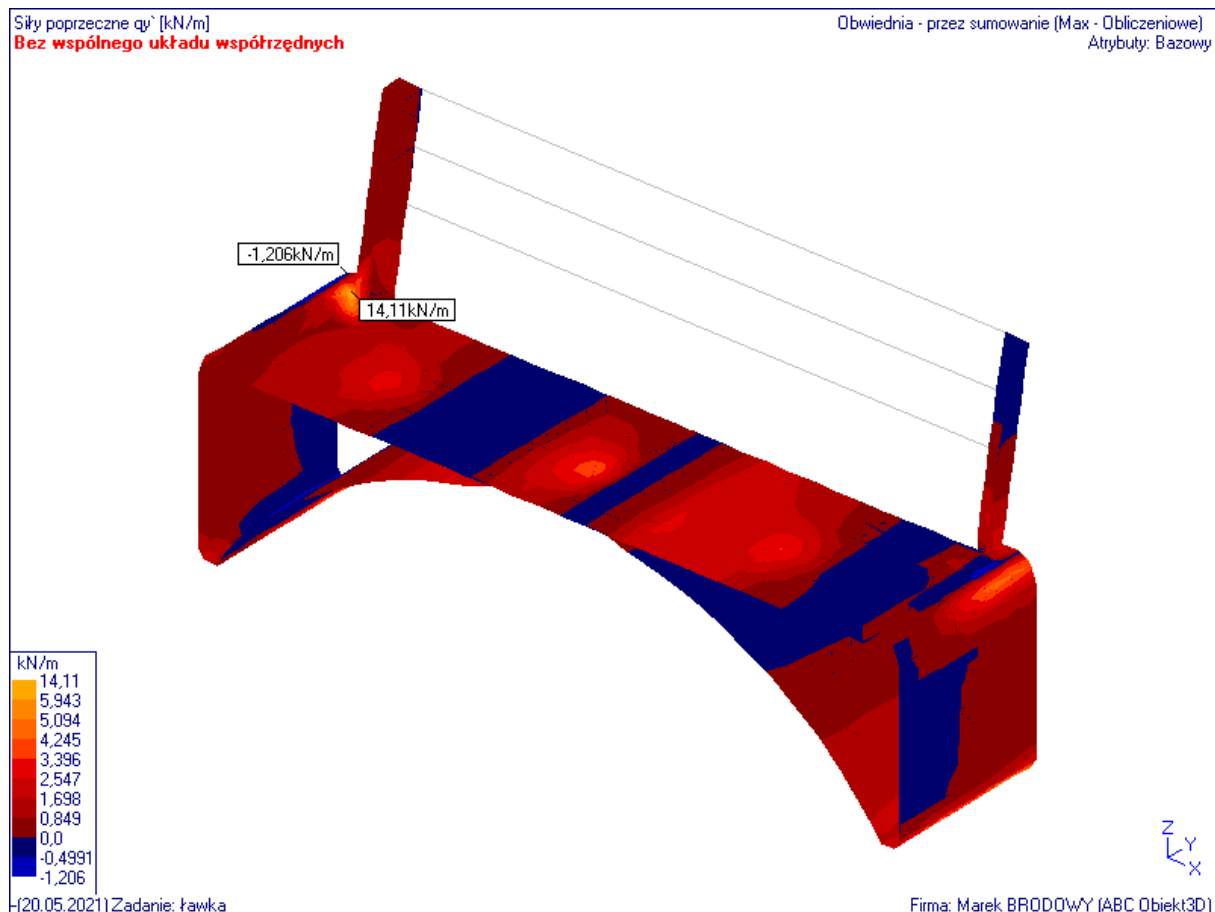 Siły poprzeczne qy` [kN/m]
Bez wspólnego układu współrzędnych
Obwiednia - przez sumowanie (Max - Obliczeniowe)
Atrybuty: Bazowy
-1,206kN/m
14,11kN/m
kN/m
14,11
5,943
5,094
4,245
3,396
2,547
1,698
0,849
0,0
-0,4991
-1,206
Z
Y
X
(20.05.2021) Zadanie: ławka
Firma: Marek BRODOWY (ABC Obiekt3D)